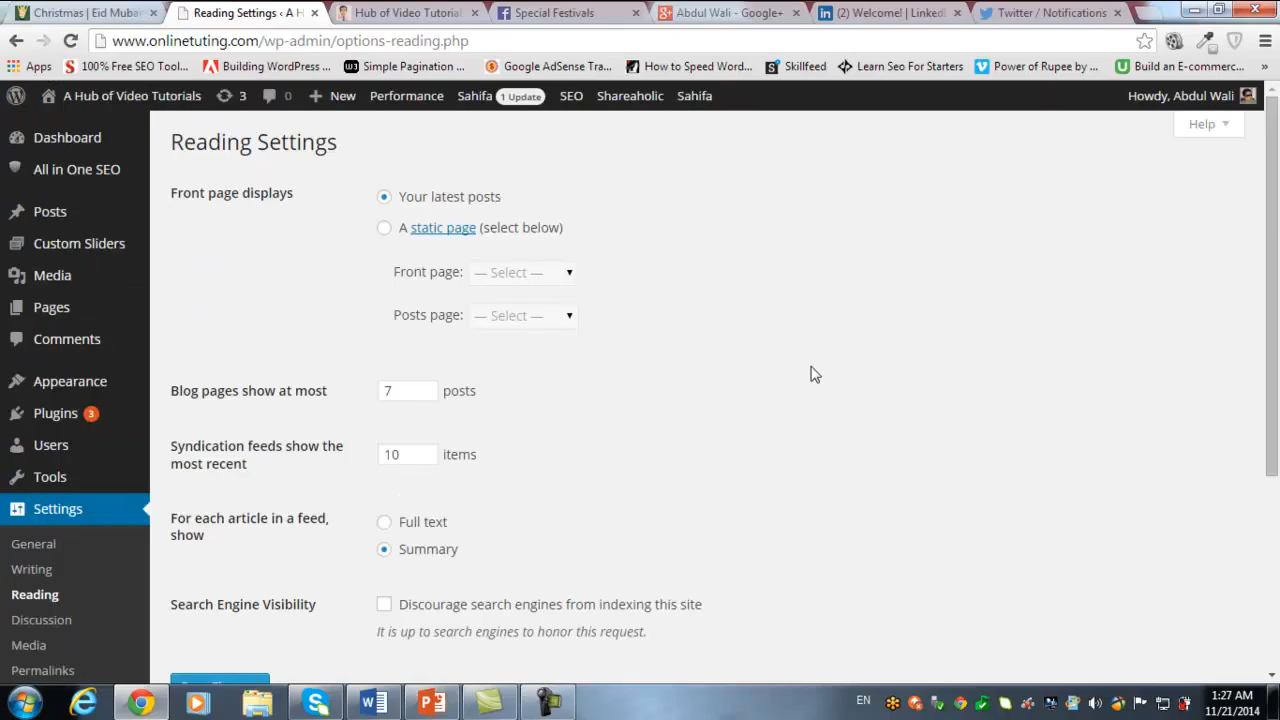 Christmas | Eid Mubar
Reading Settings ‹ A H
Hub of Video Tutorial
Special Festivals
Abdul Wali - Google+
(2) Welcome! | LinkedI
Twitter / Notifications
www.onlinetuting.com/wp-admin/options-reading.php
Apps
100% Free SEO Tool...
Building WordPress ...
Simple Pagination ...
Google AdSense Tra...
How to Speed Wor...
Skillfeed
Learn Seo For Starters
Power of Rupee by ...
Build an E-commerc...
»
A Hub of Video Tutorials
3
0
New
Performance
Sahifa 1 Update
SEO
Shareaholic
Sahifa
Howdy, Abdul Wali
Help
Dashboard
All in One SEO
Posts
Custom Sliders
Media
Pages
Comments
Appearance
Plugins 3
Users
Tools
Settings
General
Writing
Reading
Discussion
Media
Permalinks
Reading Settings
Front page displays
Your latest posts
A static page (select below)
Front page: — Select —
Posts page: — Select —
Blog pages show at most
7 posts
Syndication feeds show the
most recent
10 items
For each article in a feed,
show
Full text
Summary
Search Engine Visibility
Discourage search engines from indexing this site
It is up to search engines to honor this request.
EN
1:27 AM
11/21/2014